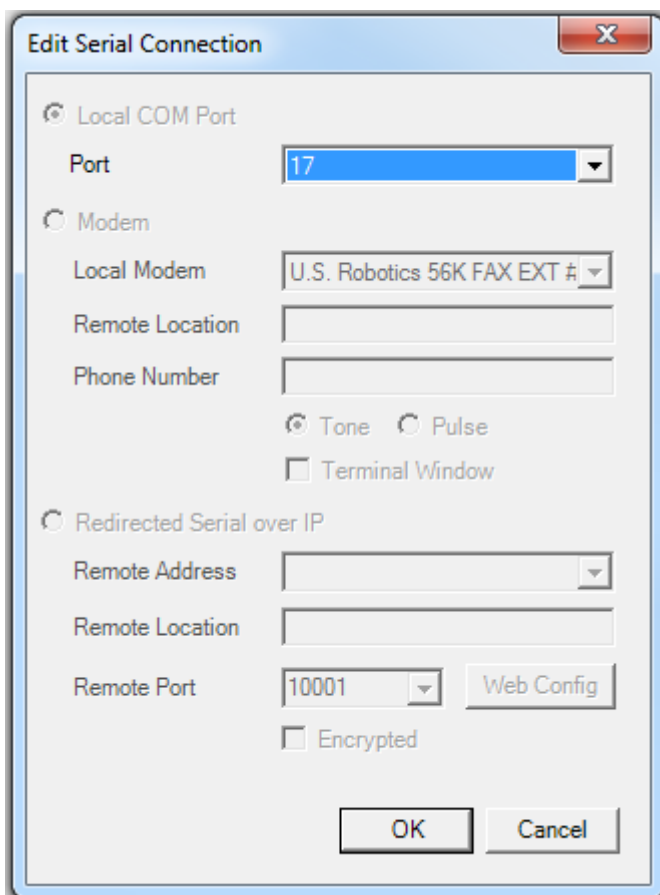 Edit Serial Connection
Local COM Port
Port 17
Modem
Local Modem U.S. Robotics 56K FAX EXT #
Remote Location
Phone Number
Tone Pulse
Terminal Window
Redirected Serial over IP
Remote Address
Remote Location
Remote Port 10001 Web Config
Encrypted
OK Cancel